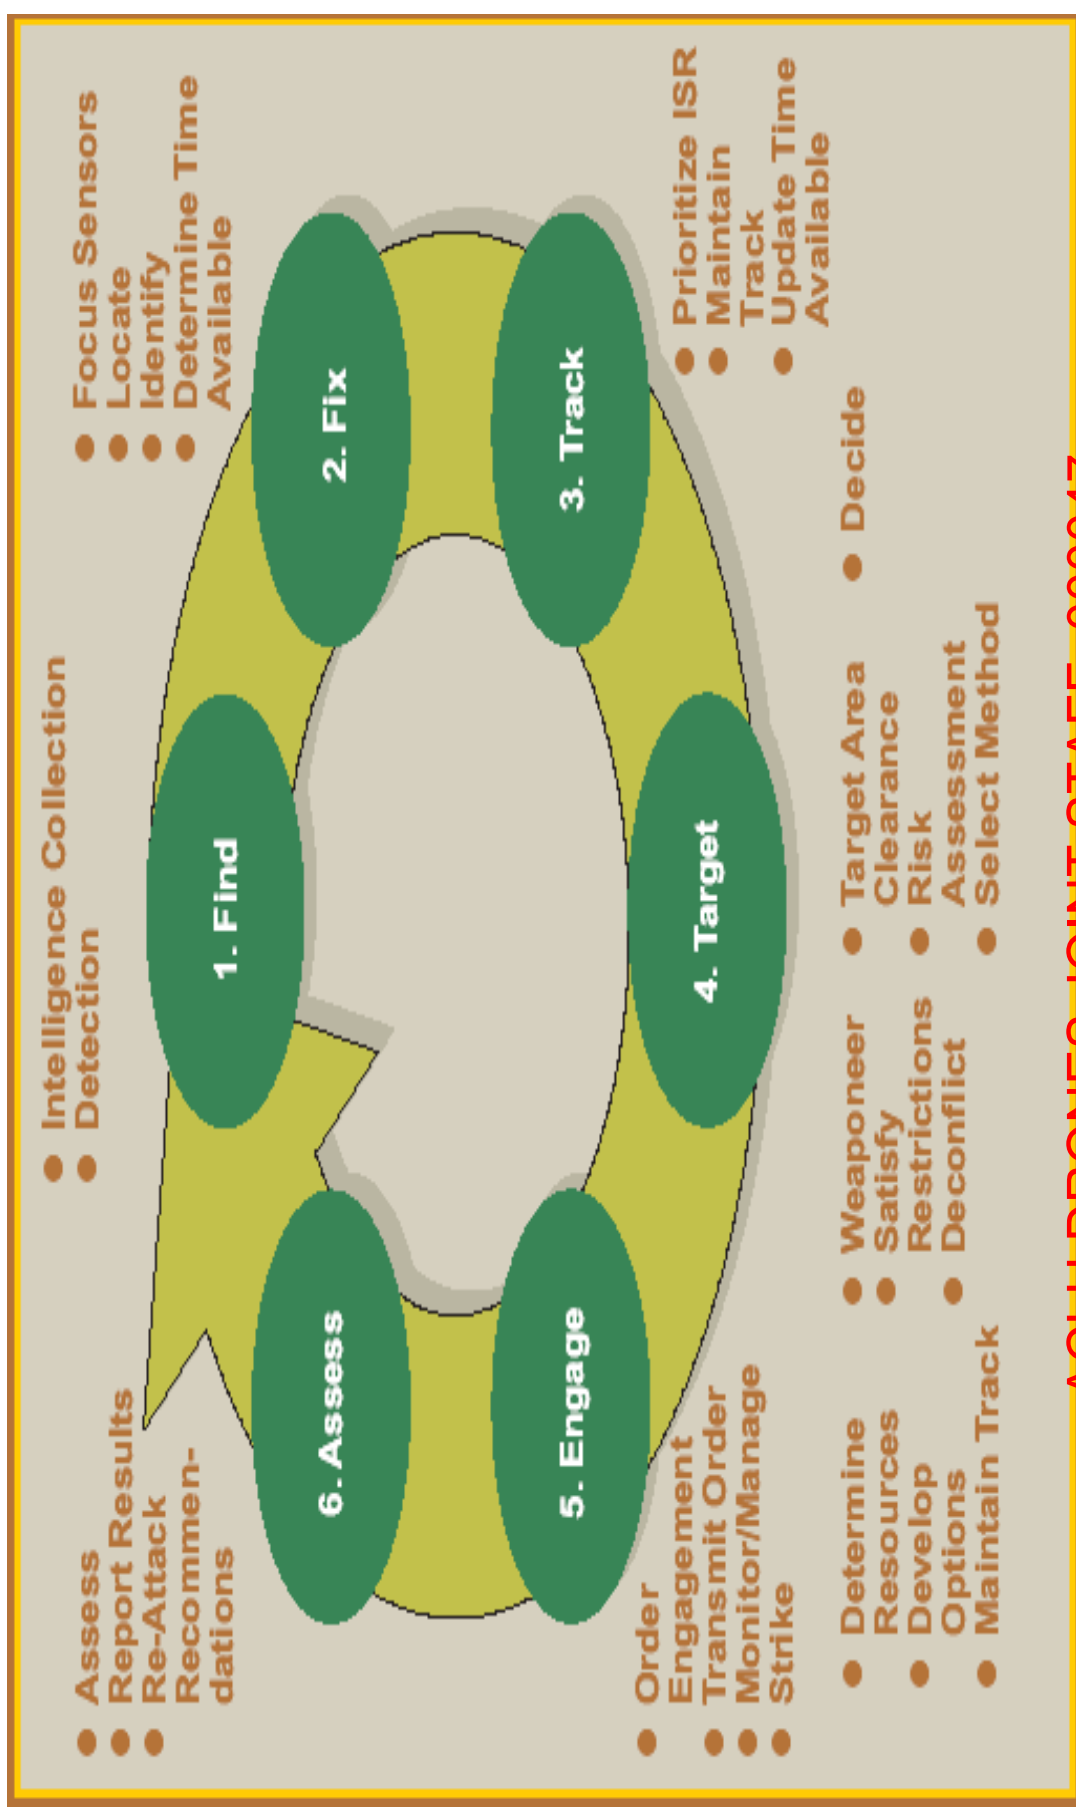 Intelligence Collection
Detection
1. Find
Focus Sensors
Locate
Identify
Determine Time
Available
2. Fix
Prioritize ISR
Maintain
Track
Update Time
Available
3. Track
Decide
Target Area
Clearance
Risk
Assessment
Select Method
Weaponeer
Satisfy
Restrictions
Deconflict
Determine
Resources
Develop
Options
Maintain Track
4. Target
Order
Engagement
Transmit Order
Monitor/Manage
Strike
5. Engage
Assess
Report Results
Re-Attack
Recommen-
dations
6. Assess